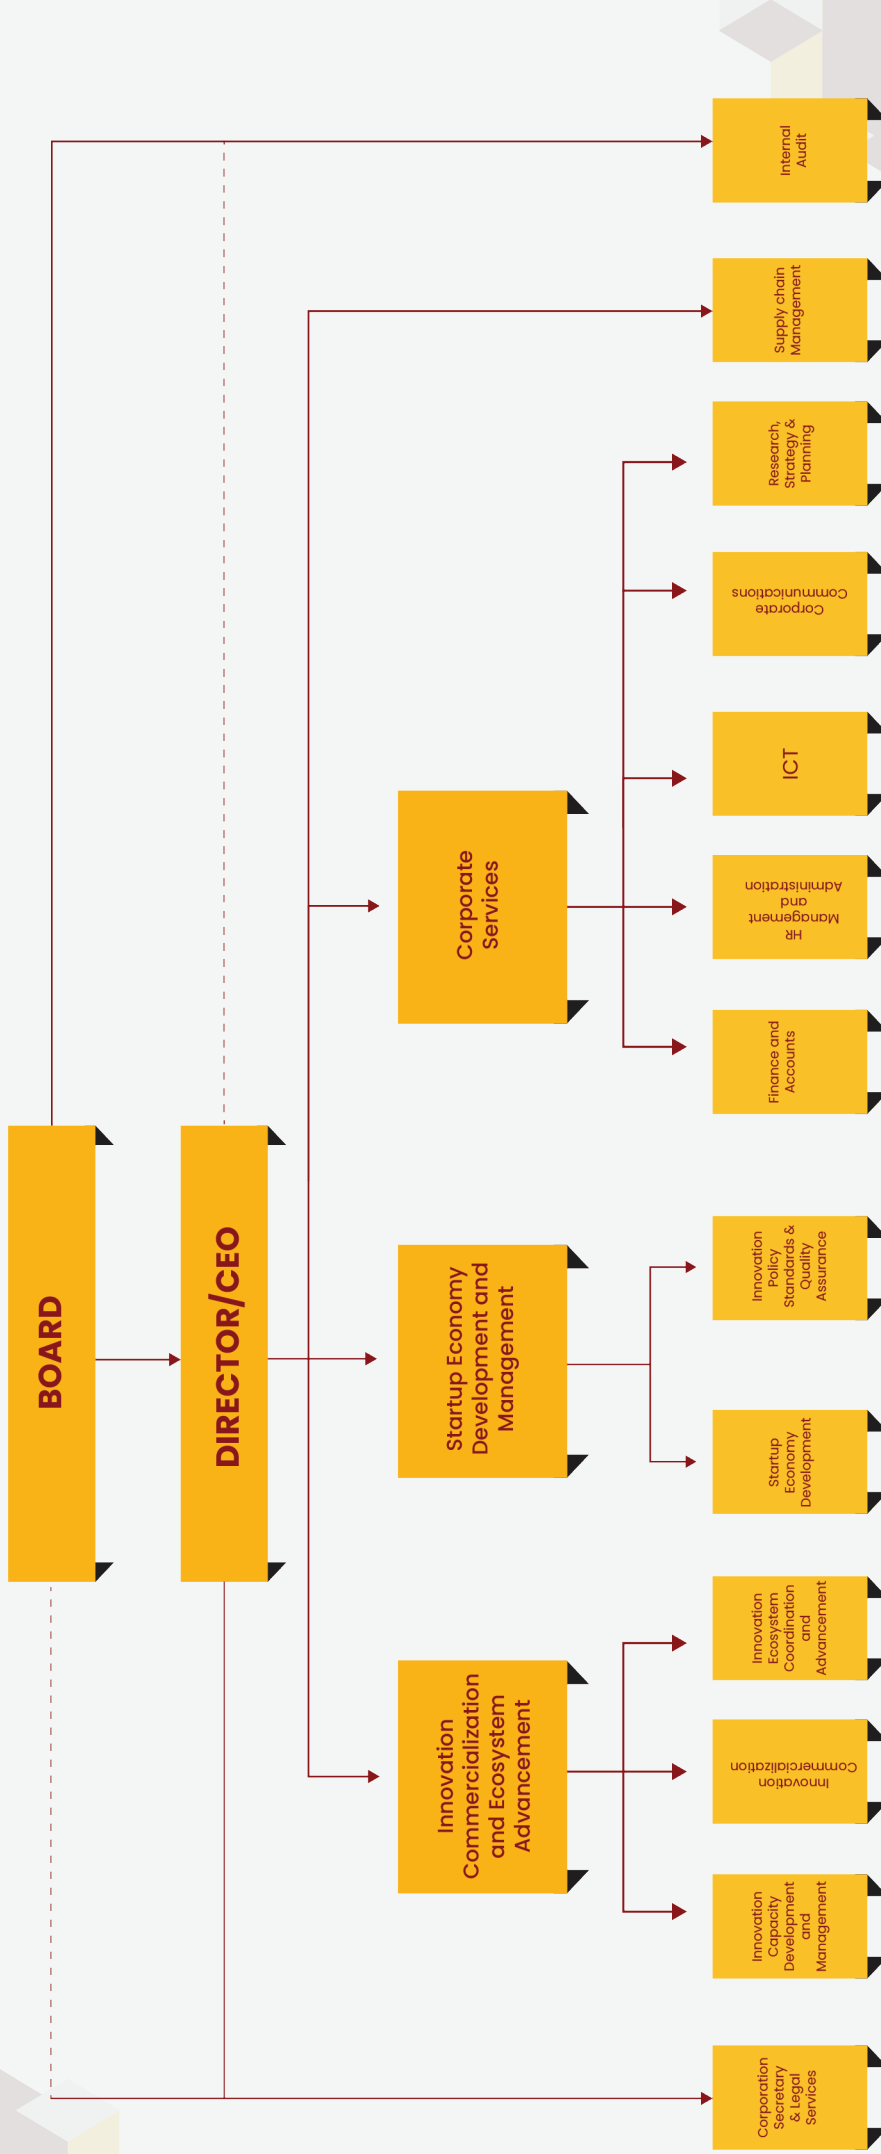 BOARD
DIRECTOR/CEO
Innovation
Commercialization
and Ecosystem
Advancement
Startup Economy
Development and
Management
Corporate
Services
Corporation
Secretary
& Legal
Services
Innovation
Capacity
Development
and
Management
Innovation
Commercialization
Innovation
Ecosystem
Coordination
and
Advancement
Startup
Economy
Development
Innovation
Policy
Standards &
Quality
Assurance
Finance and
Accounts
HR
Management
and
Administration
ICT
Corporate
Communications
Research,
Strategy &
Planning
Supply chain
Management
Internal
Audit